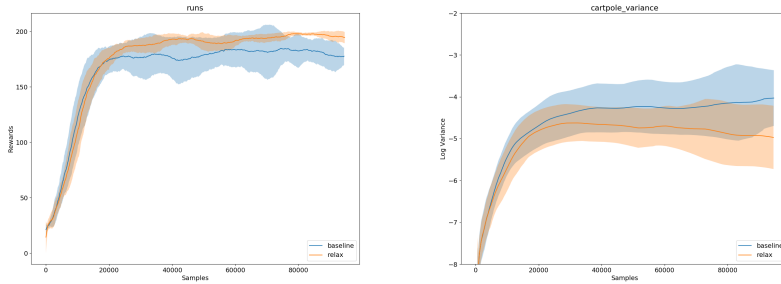 runs
200
150
100
50
0
Rewards
0
20000
40000
60000
80000
Samples
baseline
relax
cartpole_variance
−2
−3
−4
−5
−6
−7
−8
Log Variance
0
20000
40000
60000
80000
Samples
baseline
relax